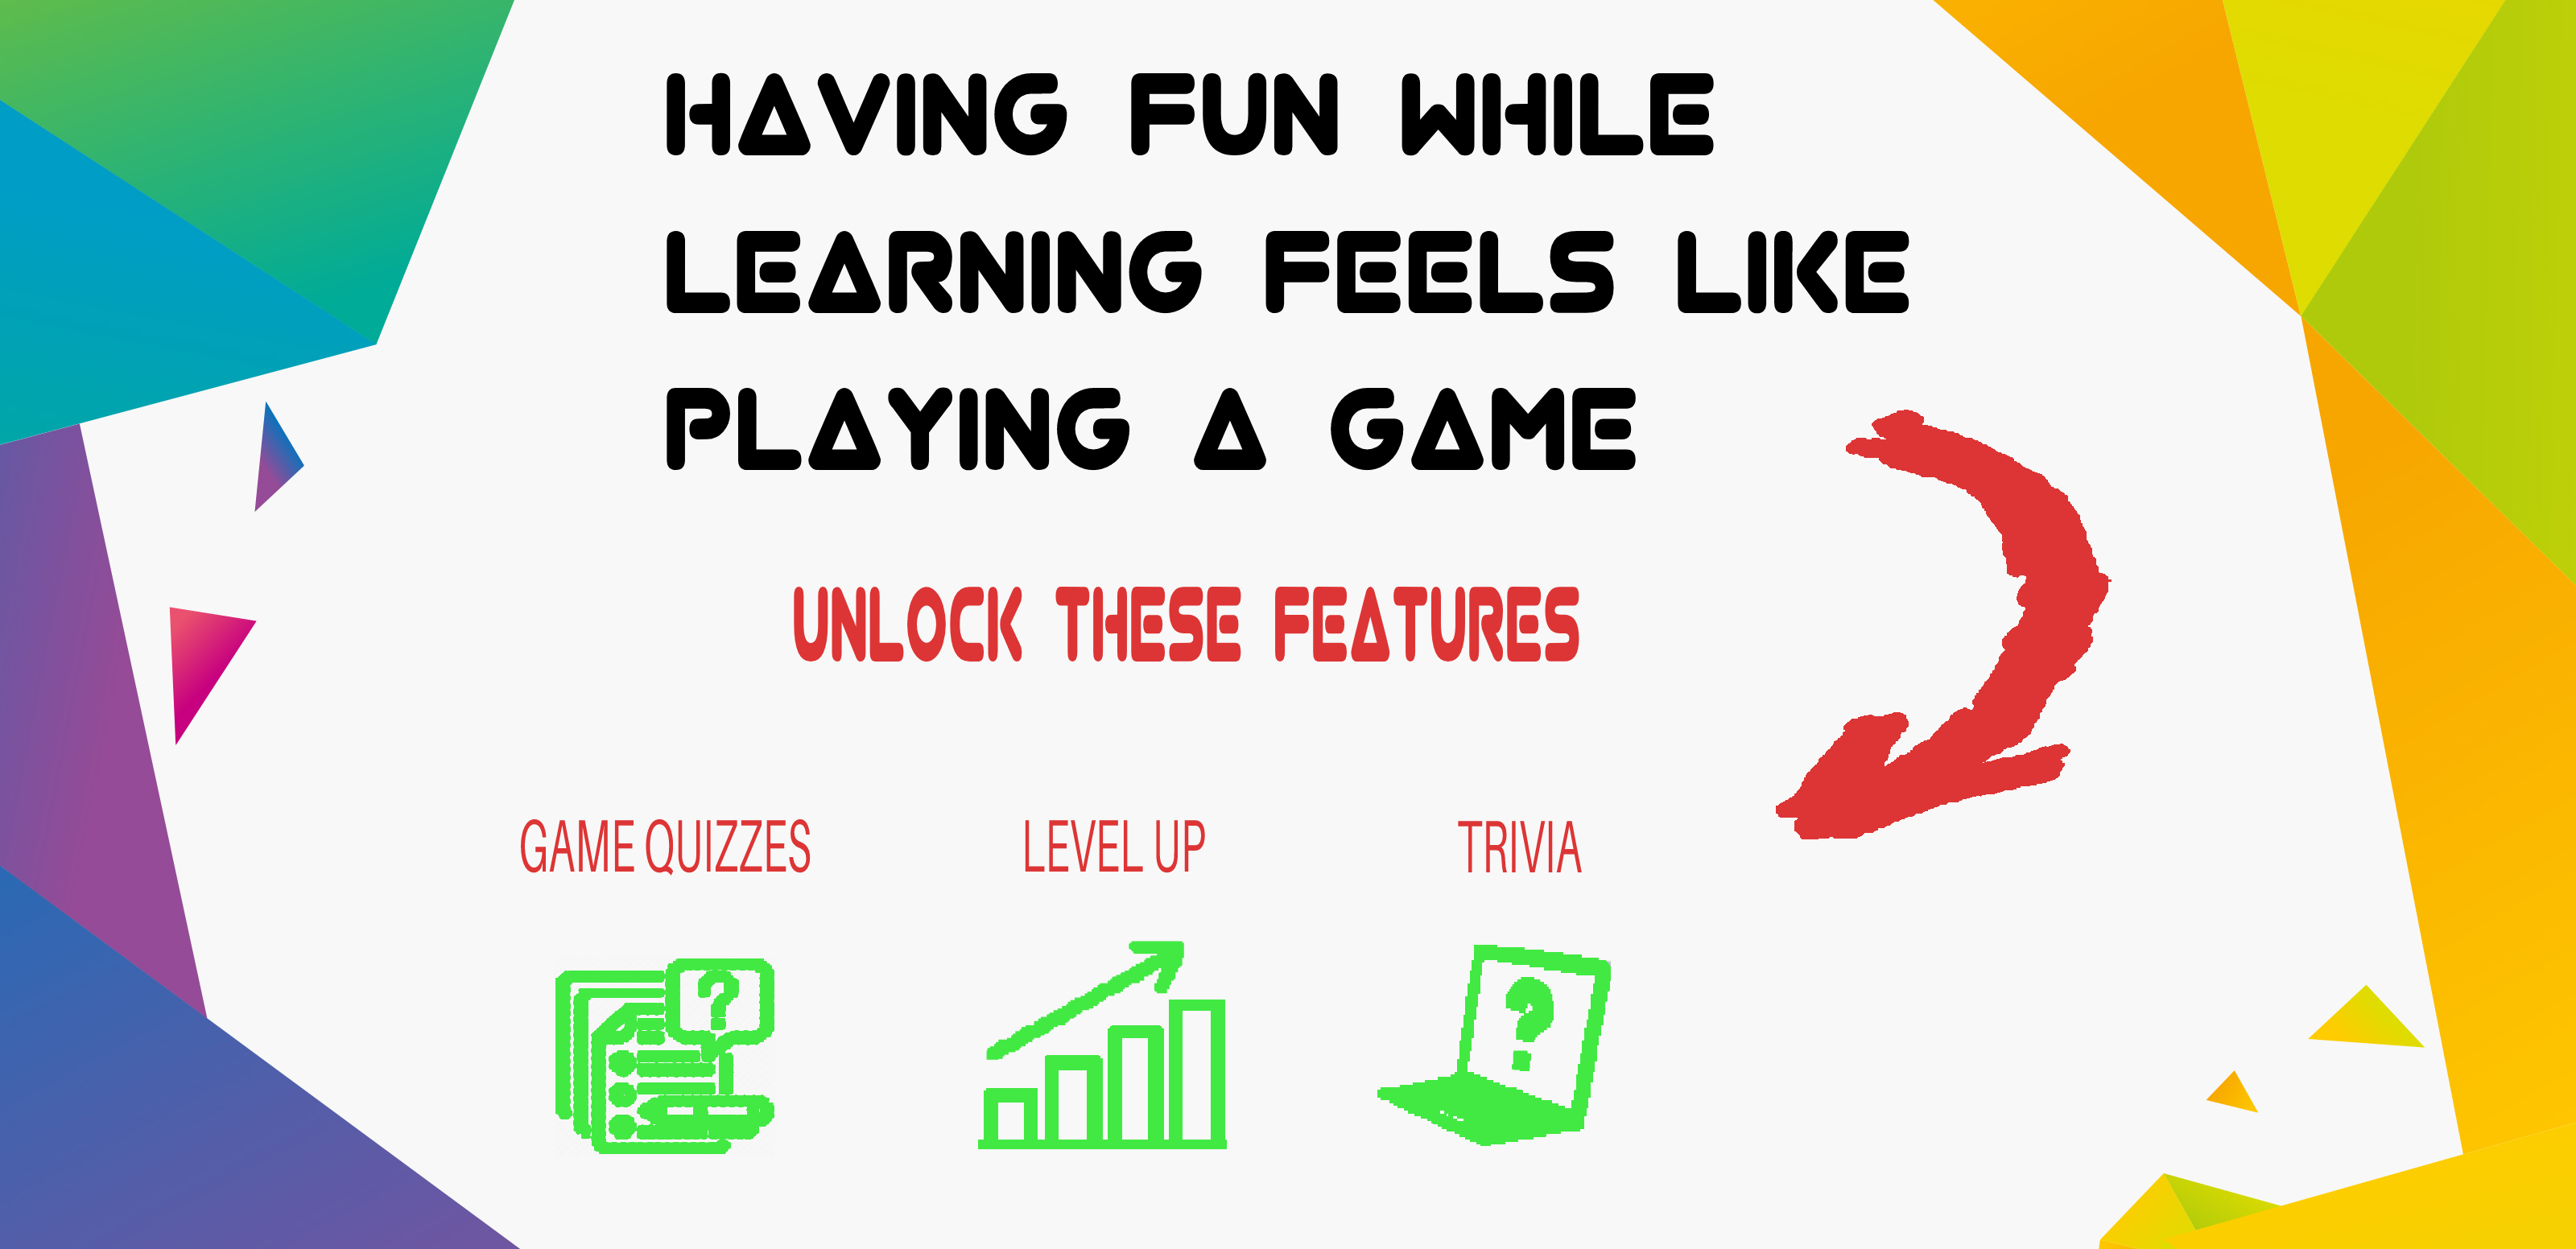 HAVING FUN WHILE
LEARNING FEELS LIKE
PLAYING A GAME
UNLOCK THESE FEATURES
GAME QUIZZES LEVEL UP TRIVIA
?
?